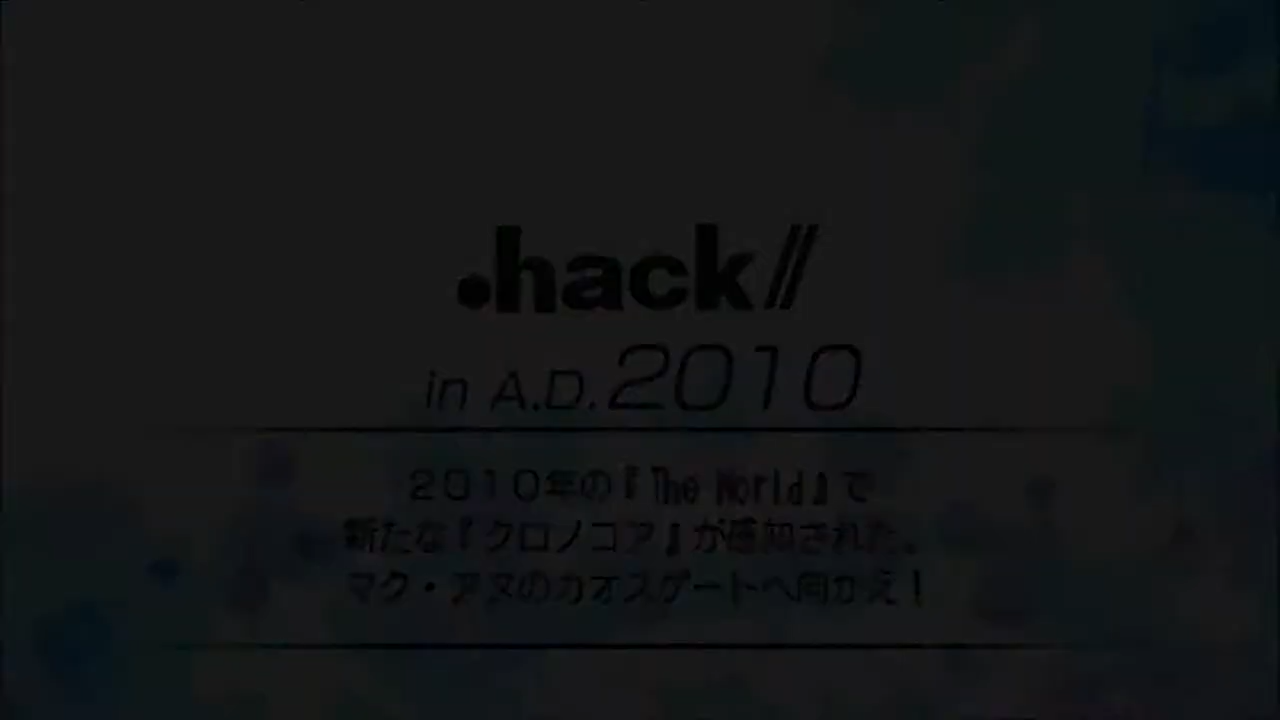 .hack//
in A.D.2010
２０１０年の『The World』で
新たな『クロノコア』が感知された。
マク・アヌのカオスゲートへ向かえ！